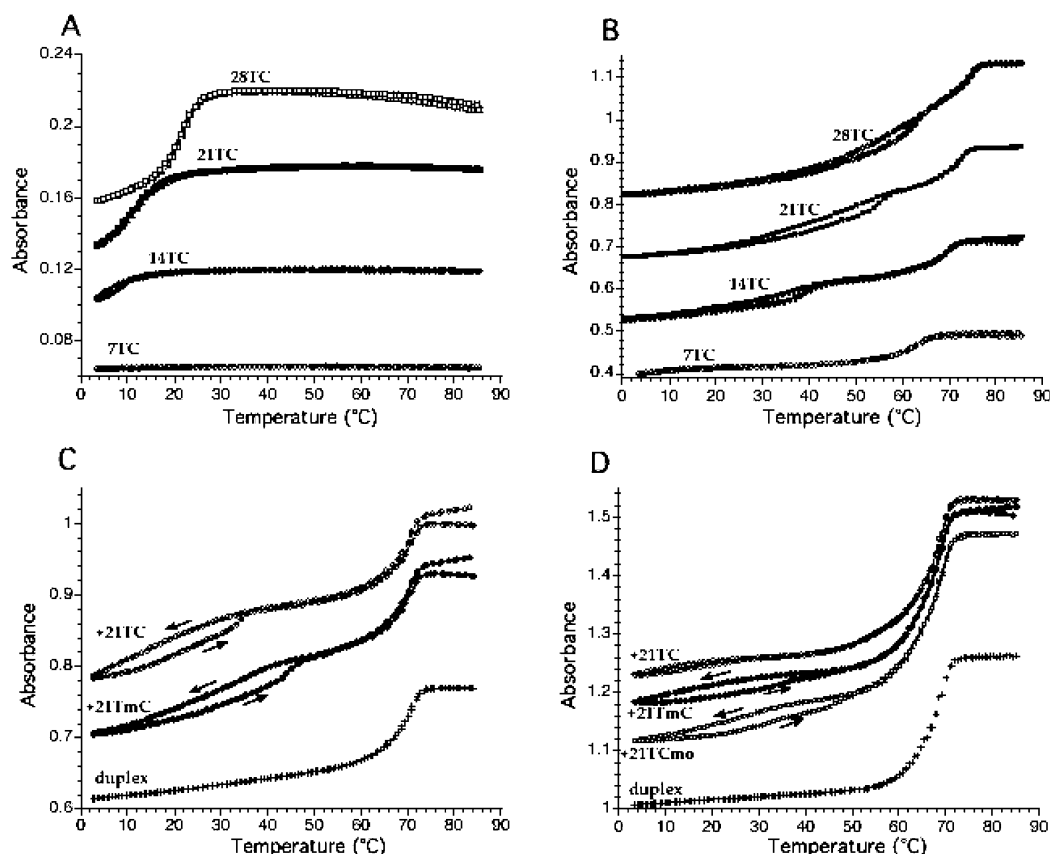 A
0.24
0.2
0.16
0.12
0.08
Absorbance
28TC
21TC
14TC
7TC
0 10 20 30 40 50 60 70 80 90
Temperature (°C)
B
1.1
1
0.9
0.8
0.7
0.6
0.5
0.4
Absorbance
28TC
21TC
14TC
7TC
0 10 20 30 40 50 60 70 80 90
Temperature (°C)
C
1
0.9
0.8
0.7
0.6
Absorbance
+21TC
+21TmC
duplex
0 10 20 30 40 50 60 70 80 90
Temperature (°C)
D
1.5
1.4
1.3
1.2
1.1
1
Absorbance
+21TC
+21TmC
+21TCmo
duplex
0 10 20 30 40 50 60 70 80 90
Temperature (°C)